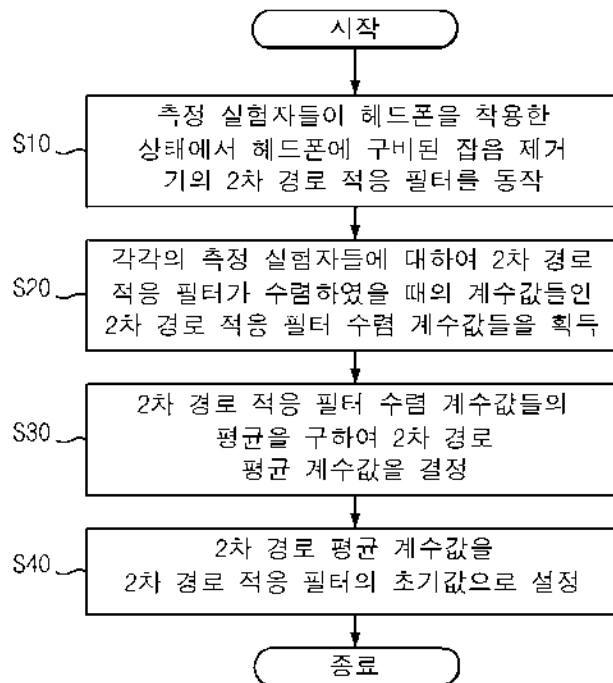 시작
S10
측정 실험자들이 헤드폰을 착용한
상태에서 헤드폰에 구비된 잡음 제거
기의 2차 경로 적응 필터를 동작
S20
각각의 측정 실험자들에 대하여 2차 경로
적응 필터가 수렴하였을 때의 계수값들인
2차 경로 적응 필터 수렴 계수값들을 획득
S30
2차 경로 적응 필터 수렴 계수값들의
평균을 구하여 2차 경로
평균 계수값을 결정
S40
2차 경로 평균 계수값을
2차 경로 적응 필터의 초기값으로 설정
종료